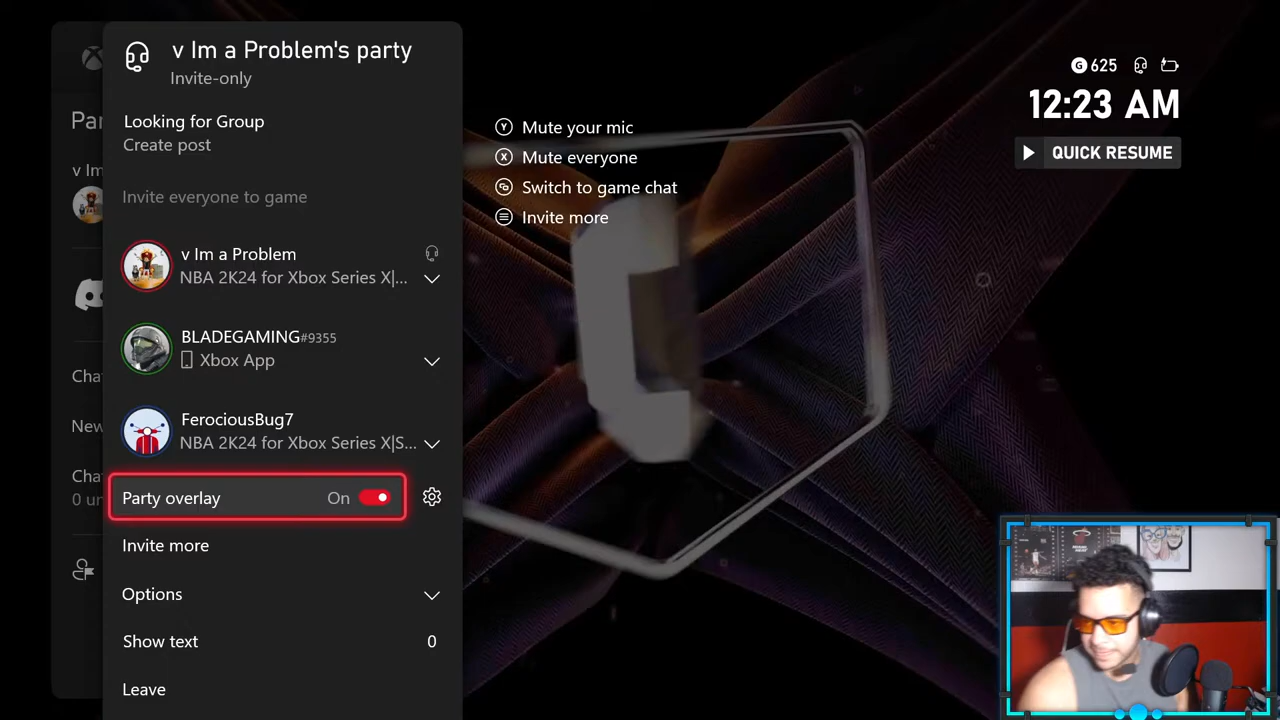 v Im a Problem's party
Invite-only
Looking for Group
Create post
Invite everyone to game
v Im a Problem
NBA 2K24 for Xbox Series X|...
BLADEGAMING#9355
Xbox App
FerociousBug7
NBA 2K24 for Xbox Series X|S...
Party overlay On
Invite more
Options
Show text 0
Leave
Par
v Im
Cha
New
Cha
0 un
Y Mute your mic
X Mute everyone
Switch to game chat
Invite more
G 625
12:23 AM
QUICK RESUME